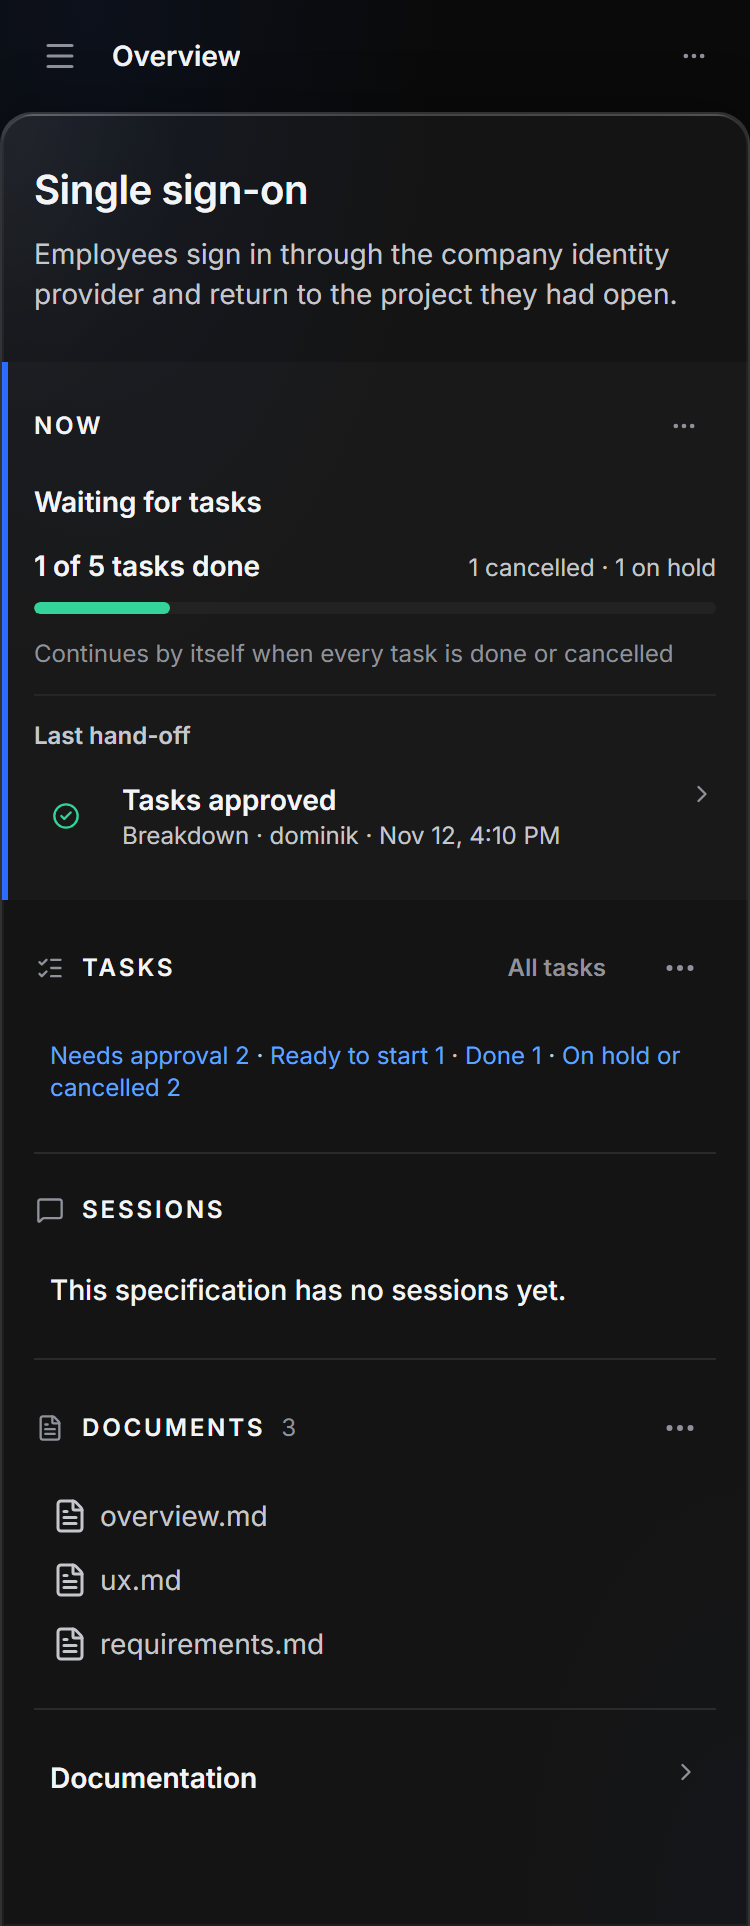 Overview
Single sign-on
Employees sign in through the company identity
provider and return to the project they had open.
NOW
Waiting for tasks
1 of 5 tasks done
1 cancelled · 1 on hold
Continues by itself when every task is done or cancelled
Last hand-off
Tasks approved
Breakdown · dominik · Nov 12, 4:10 PM
TASKS
All tasks
Needs approval 2 · Ready to start 1 · Done 1 · On hold or
cancelled 2
SESSIONS
This specification has no sessions yet.
DOCUMENTS 3
overview.md
ux.md
requirements.md
Documentation